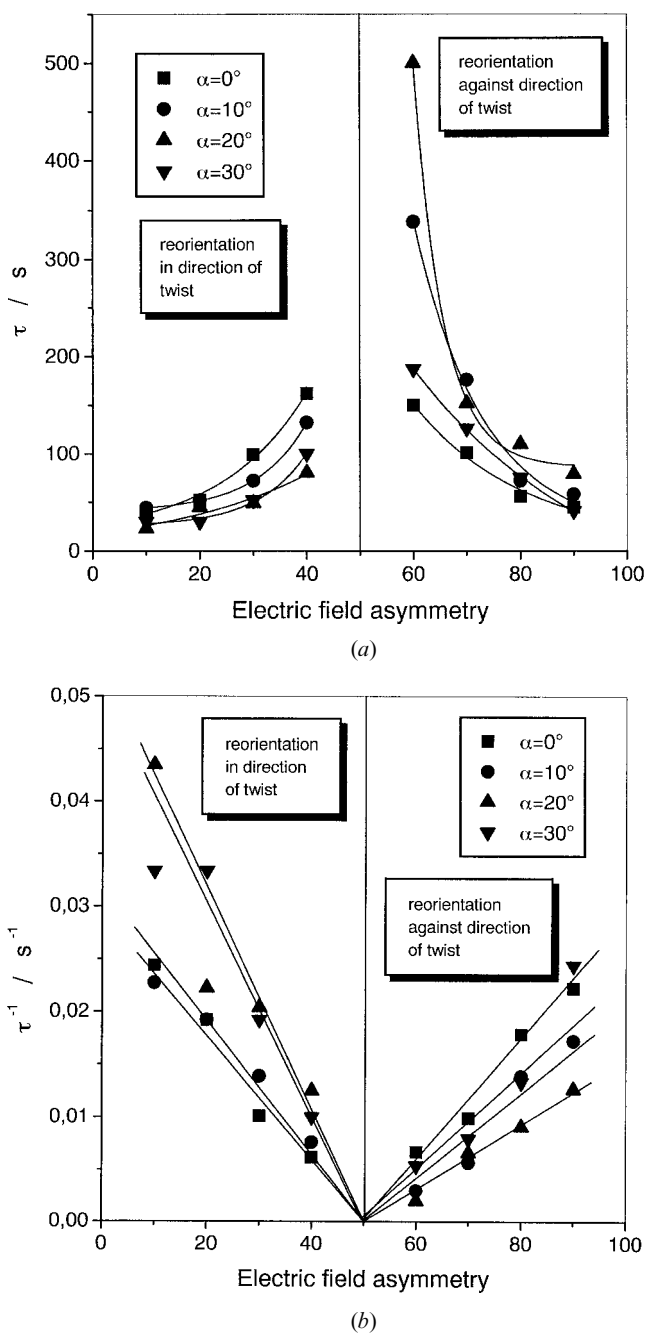 500
400
300
200
100
0
τ / s
α=0°
α=10°
α=20°
α=30°
reorientation
in direction of
twist
reorientation
against direction
of twist
0 20 40 60 80 100
Electric field asymmetry
(a)
0,05
0,04
0,03
0,02
0,01
0,00
τ⁻¹ / s⁻¹
reorientation
in direction
of twist
α=0°
α=10°
α=20°
α=30°
reorientation
against direction
of twist
0 20 40 60 80 100
Electric field asymmetry
(b)